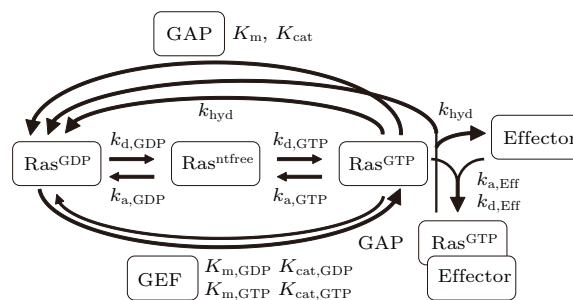 GAP K_m, K_cat
k_hyd
k_hyd
Effector
k_d,GDP
k_d,GTP
Ras^GDP
Ras^ntfree
Ras^GTP
k_a,GDP
k_a,GTP
k_a,Eff
k_d,Eff
GAP
Ras^GTP
Effector
GEF
K_m,GDP K_cat,GDP
K_m,GTP K_cat,GTP